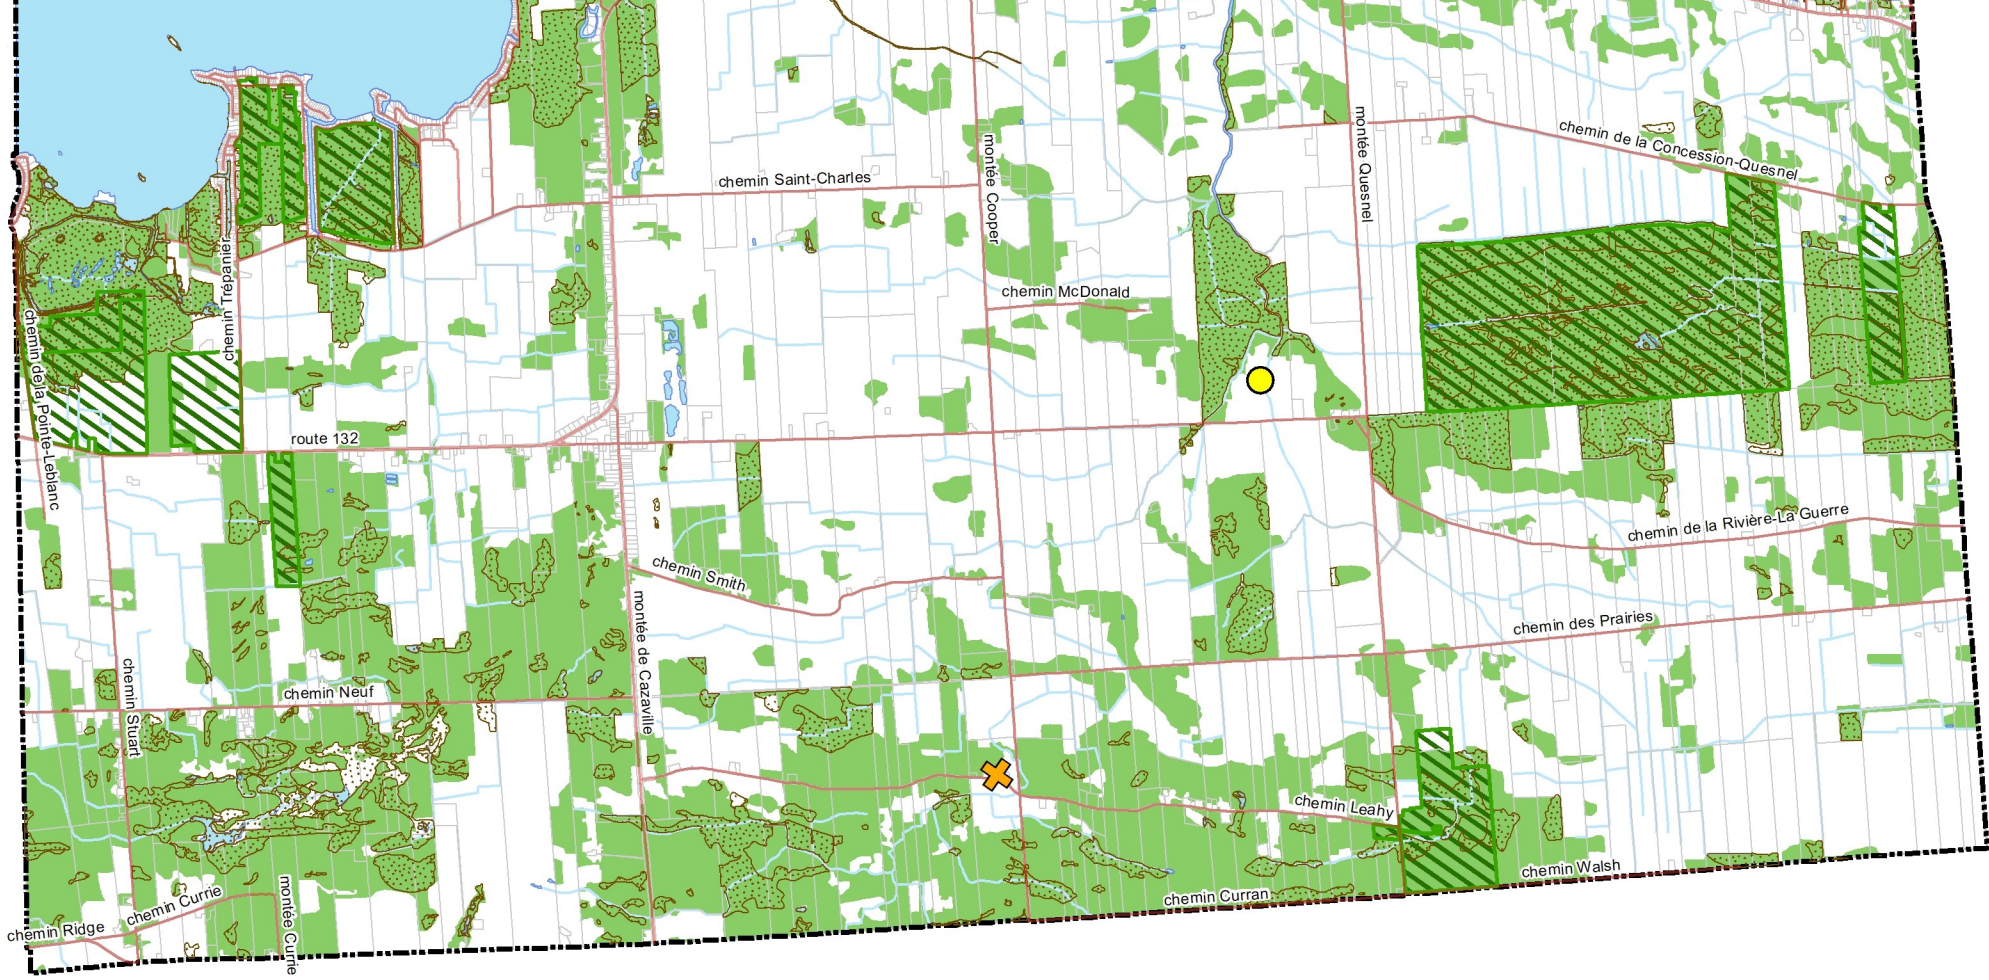 chemin de la Concession-Quesnel
montée Quesnel
montée Cooper
chemin Saint-Charles
chemin Trépanier
chemin McDonald
chemin de la Pointe-Leblanc
route 132
chemin de la Rivière-La Guerre
chemin Smith
chemin des Prairies
montée de Cazaville
chemin Stuart
chemin Neuf
chemin Leahy
chemin Walsh
chemin Curran
chemin Currie
montée Currie
chemin Ridge